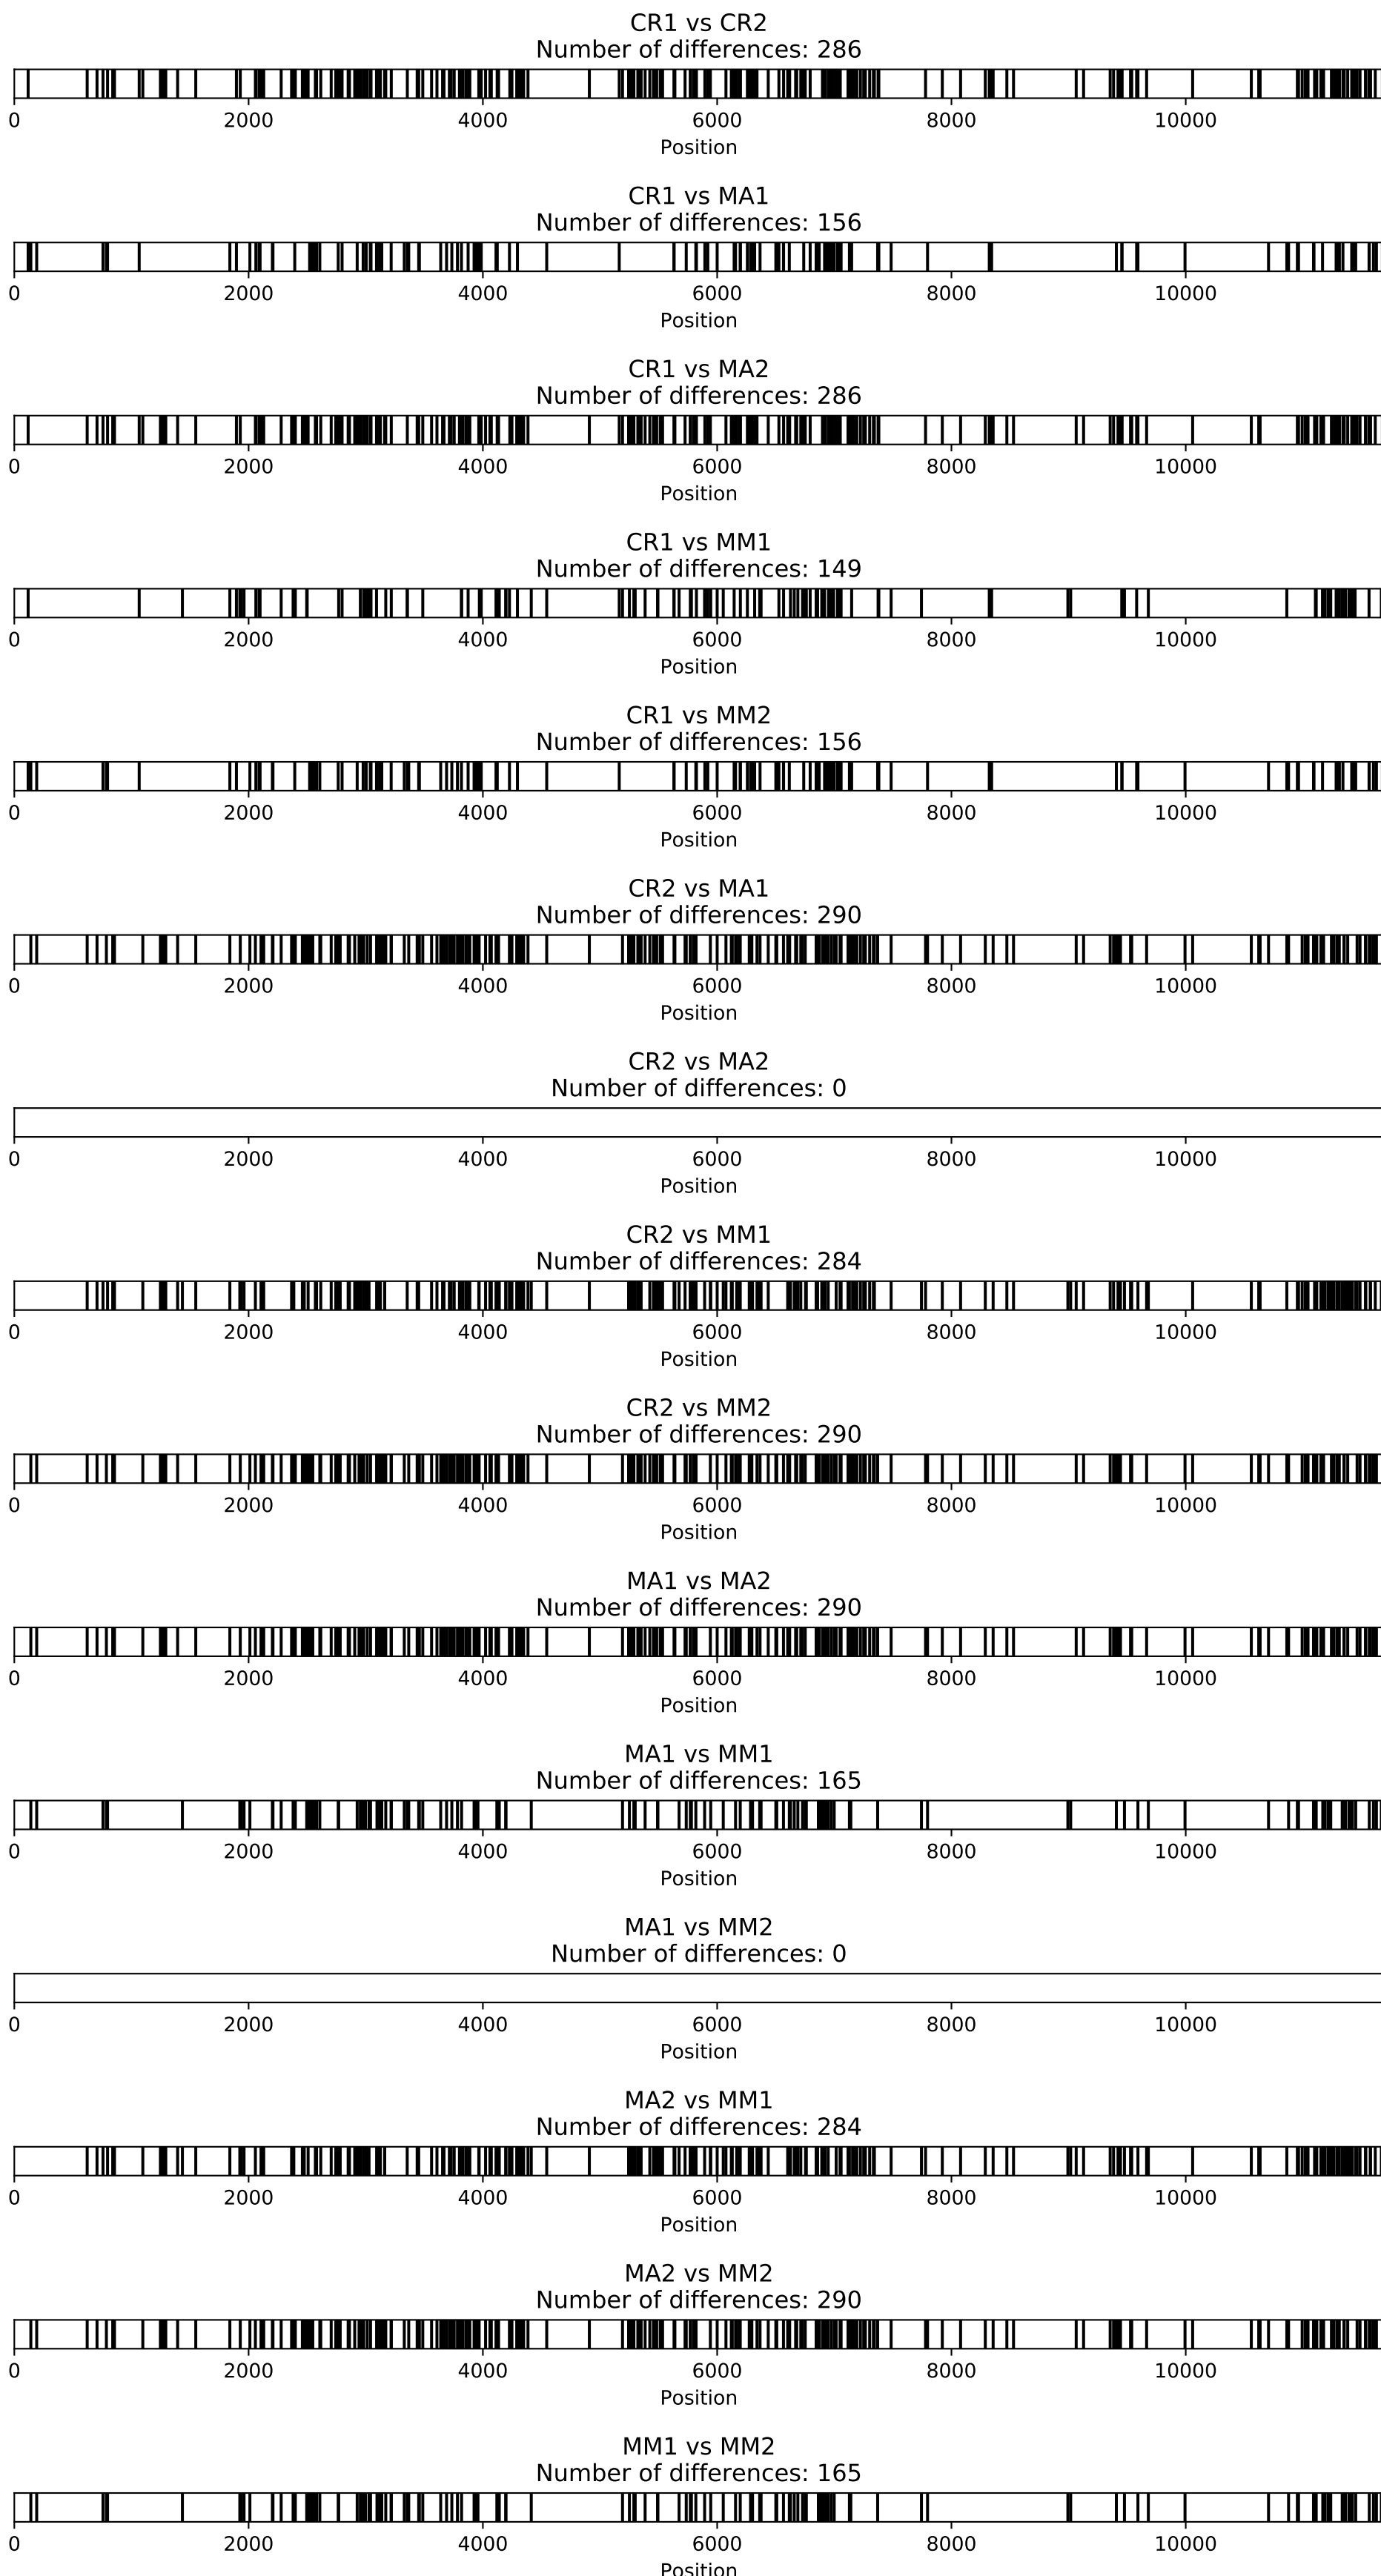 CR1 vs CR2
Number of differences: 286
0 2000 4000 6000 8000 10000
Position
CR1 vs MA1
Number of differences: 156
0 2000 4000 6000 8000 10000
Position
CR1 vs MA2
Number of differences: 286
0 2000 4000 6000 8000 10000
Position
CR1 vs MM1
Number of differences: 149
0 2000 4000 6000 8000 10000
Position
CR1 vs MM2
Number of differences: 156
0 2000 4000 6000 8000 10000
Position
CR2 vs MA1
Number of differences: 290
0 2000 4000 6000 8000 10000
Position
CR2 vs MA2
Number of differences: 0
0 2000 4000 6000 8000 10000
Position
CR2 vs MM1
Number of differences: 284
0 2000 4000 6000 8000 10000
Position
CR2 vs MM2
Number of differences: 290
0 2000 4000 6000 8000 10000
Position
MA1 vs MA2
Number of differences: 290
0 2000 4000 6000 8000 10000
Position
MA1 vs MM1
Number of differences: 165
0 2000 4000 6000 8000 10000
Position
MA1 vs MM2
Number of differences: 0
0 2000 4000 6000 8000 10000
Position
MA2 vs MM1
Number of differences: 284
0 2000 4000 6000 8000 10000
Position
MA2 vs MM2
Number of differences: 290
0 2000 4000 6000 8000 10000
Position
MM1 vs MM2
Number of differences: 165
0 2000 4000 6000 8000 10000
Position